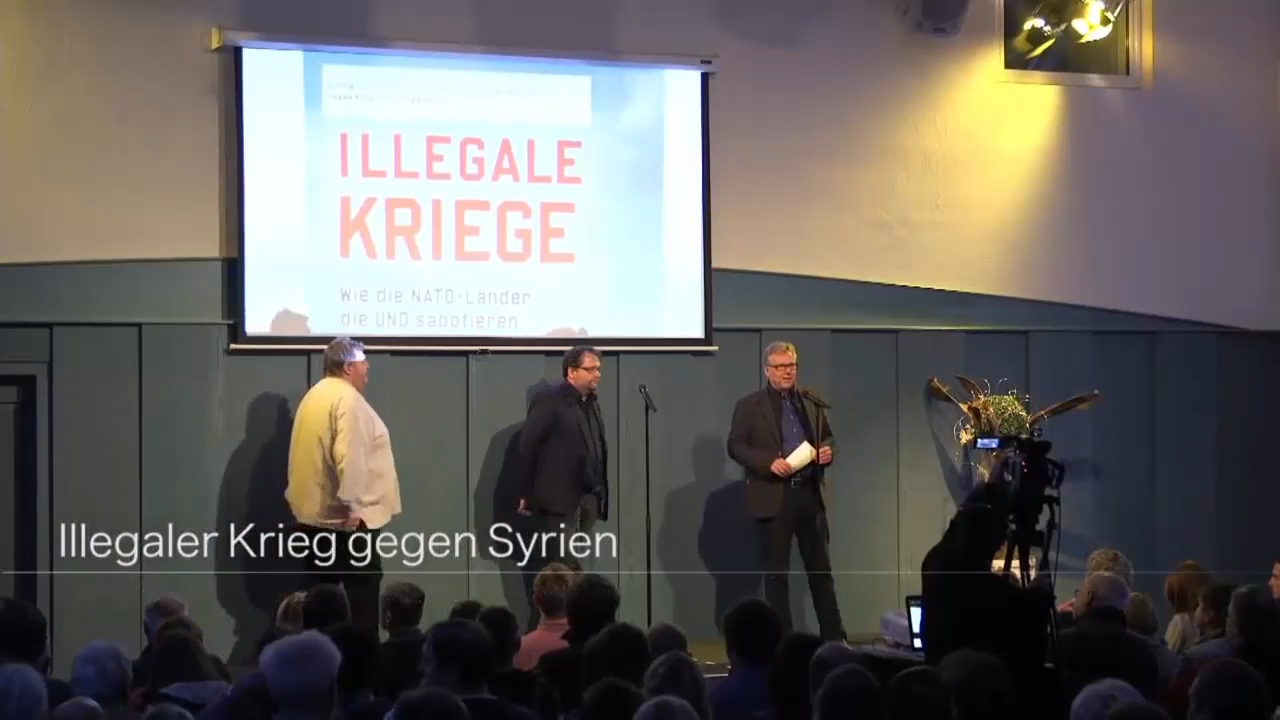 ILLEGALE
KRIEGE
Wie die NATO-Länder
die UNO sabotieren
Illegaler Krieg gegen Syrien